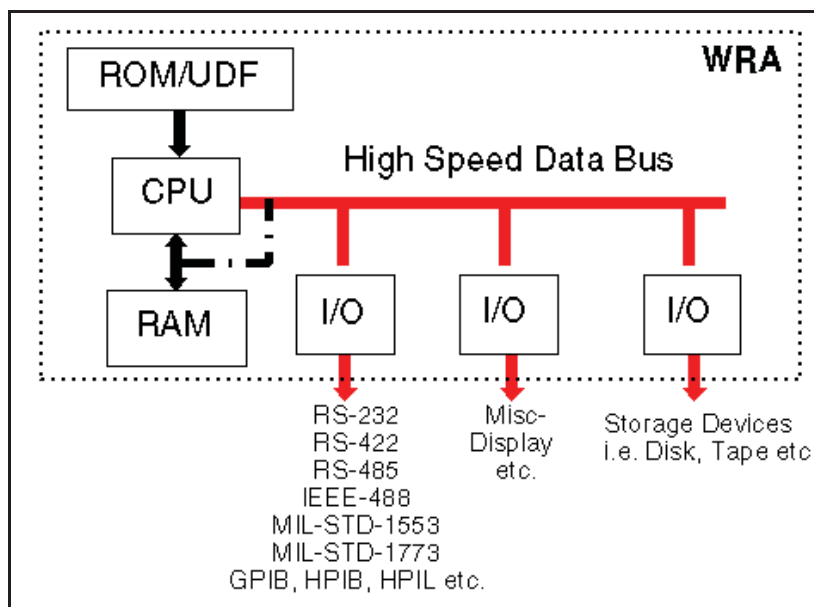 ROM/UDF
WRA
High Speed Data Bus
CPU
RAM
I/O
I/O
I/O
RS-232
RS-422
RS-485
IEEE-488
MIL-STD-1553
MIL-STD-1773
GPIB, HPIB, HPIL etc.
Misc-
Display
etc.
Storage Devices
i.e. Disk, Tape etc